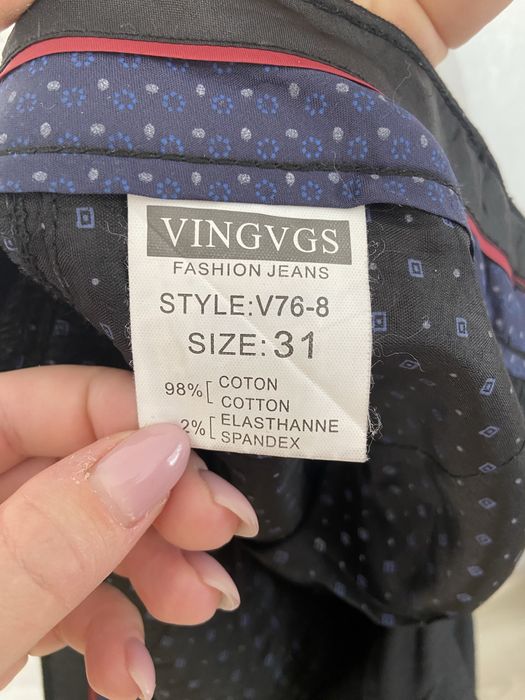 VINGVGS
FASHION JEANS
STYLE:V76-8
SIZE:31
98%[ COTON
COTTON
2%[ ELASTHANNE
SPANDEX